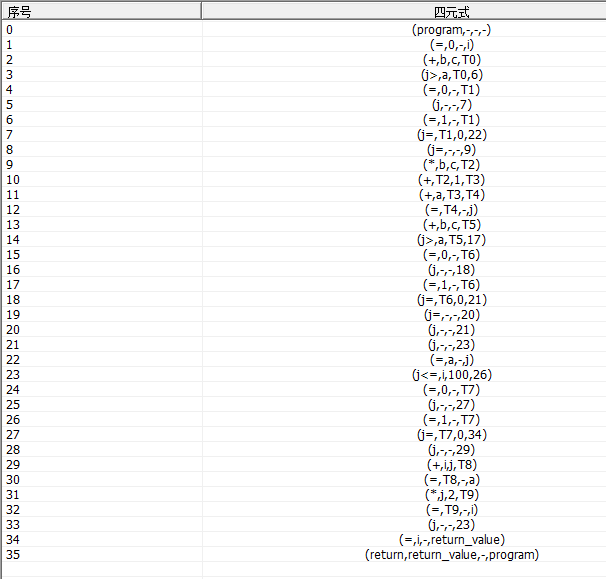 序号 四元式
0 (program,-,-,-)
1 (=,0,-,i)
2 (+,b,c,T0)
3 (j>,a,T0,6)
4 (=,0,-,T1)
5 (j,-,-,7)
6 (=,1,-,T1)
7 (j=,T1,0,22)
8 (j=,-,-,9)
9 (*,b,c,T2)
10 (+,T2,1,T3)
11 (+,a,T3,T4)
12 (=,T4,-,j)
13 (+,b,c,T5)
14 (j>,a,T5,17)
15 (=,0,-,T6)
16 (j,-,-,18)
17 (=,1,-,T6)
18 (j=,T6,0,21)
19 (j=,-,-,20)
20 (j,-,-,21)
21 (j,-,-,23)
22 (=,a,-,j)
23 (j<=,i,100,26)
24 (=,0,-,T7)
25 (j,-,-,27)
26 (=,1,-,T7)
27 (j=,T7,0,34)
28 (j,-,-,29)
29 (+,i,j,T8)
30 (=,T8,-,a)
31 (*,j,2,T9)
32 (=,T9,-,i)
33 (j,-,-,23)
34 (=,i,-,return_value)
35 (return,return_value,-,program)